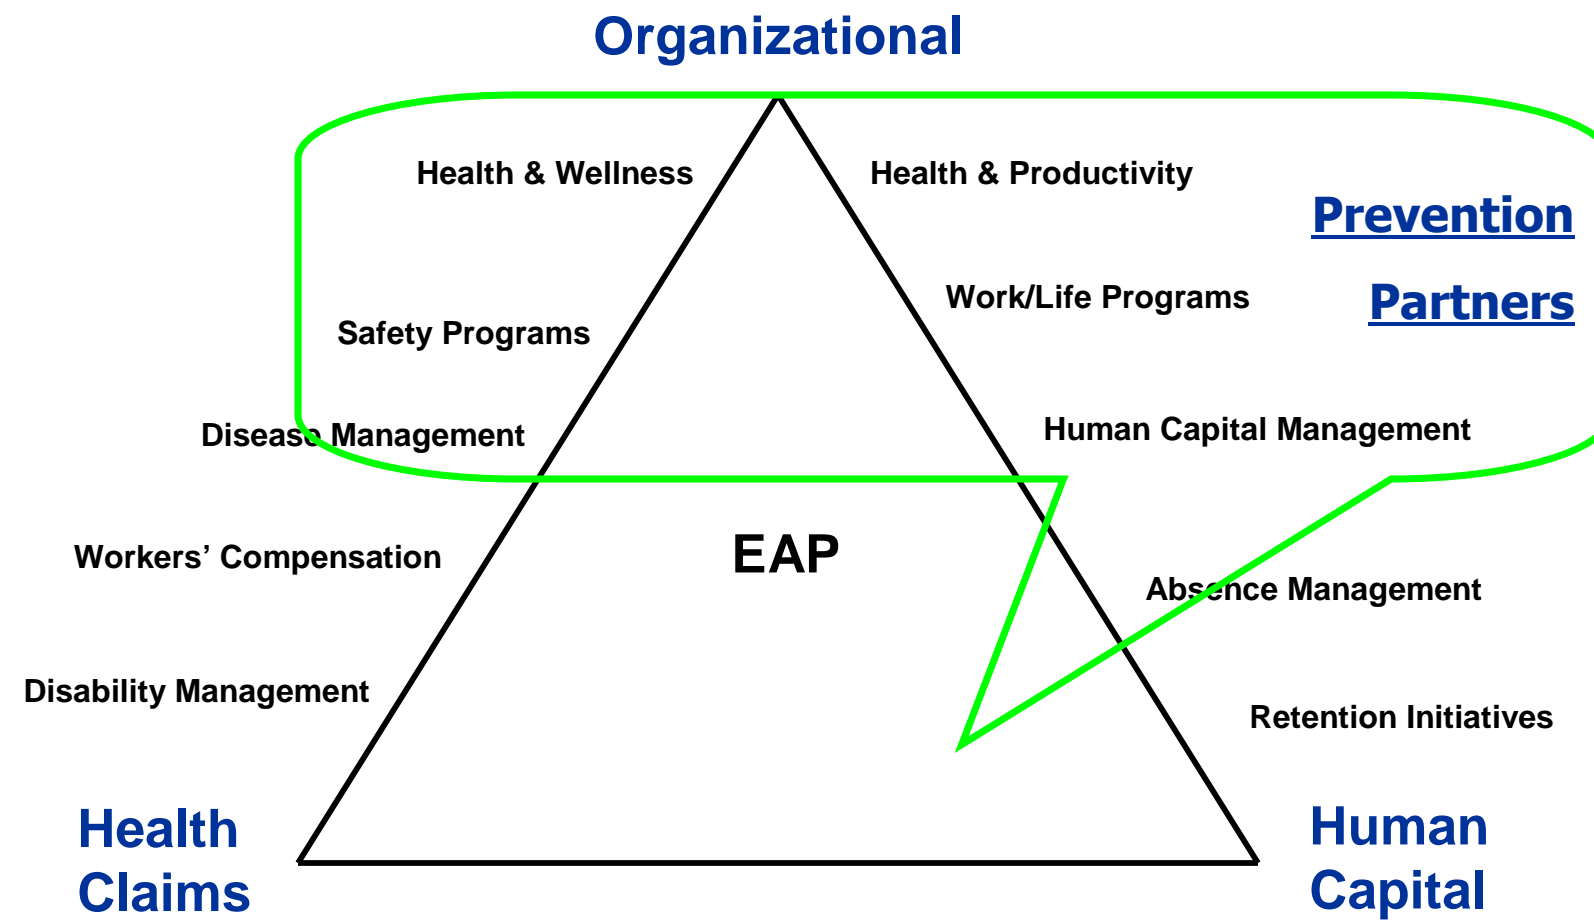 Organizational
Health & Wellness
Health & Productivity
Prevention
Partners
Work/Life Programs
Safety Programs
Disease Management
Human Capital Management
EAP
Workers’ Compensation
Absence Management
Disability Management
Retention Initiatives
Health
Claims
Human
Capital